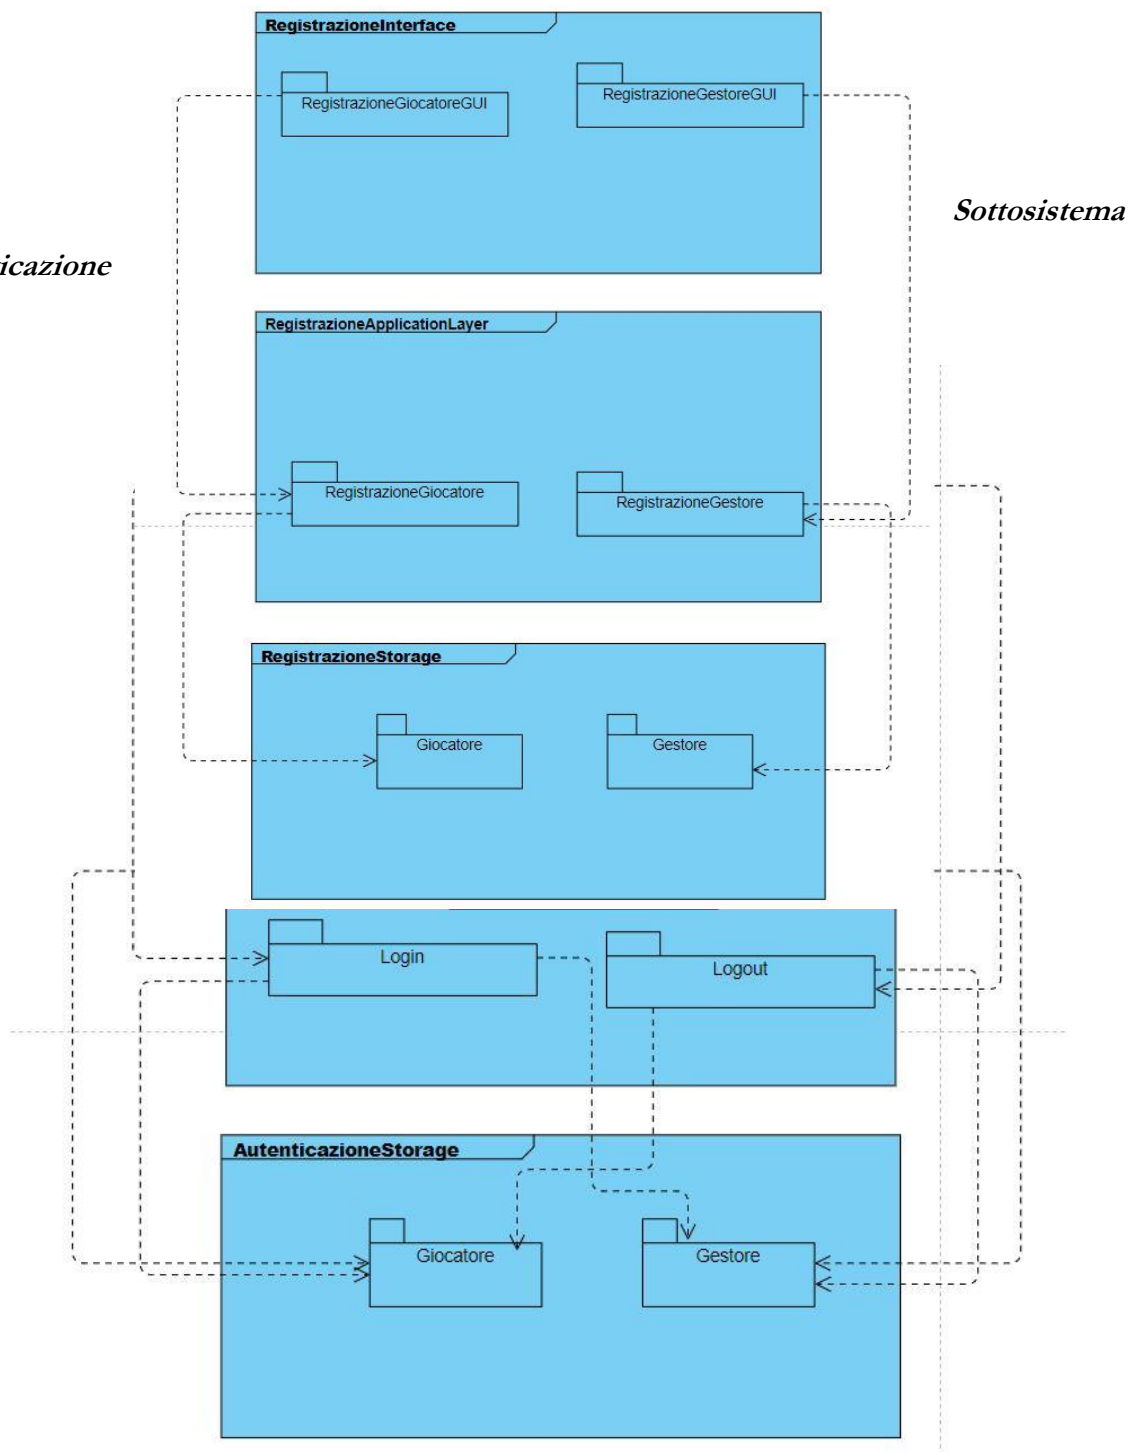 RegistrazioneInterface
RegistrazioneGiocatoreGUI
RegistrazioneGestoreGUI
Sottosistema
icazione
RegistrazioneApplicationLayer
RegistrazioneGiocatore
RegistrazioneGestore
RegistrazioneStorage
Giocatore
Gestore
Login
Logout
AutenticazioneStorage
Giocatore
Gestore